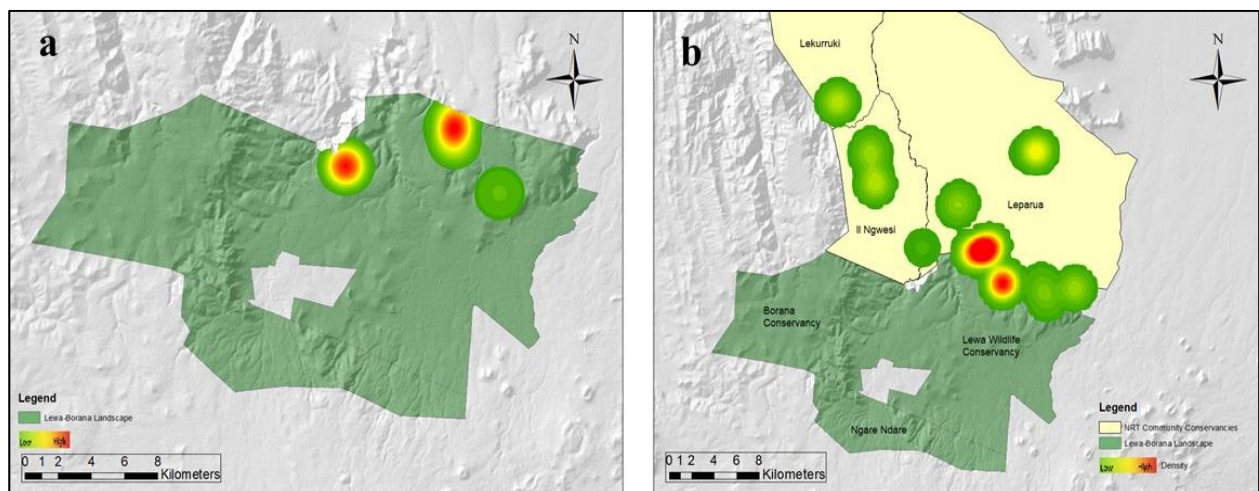 a
N
Legend
Lewa-Borana Landscape
Low High
0 1 2 4 6 8
Kilometers
b
N
Lekurruki
Leparua
Il Ngwesi
Borana
Conservancy
Lewa Wildlife
Conservancy
Ngare Ndare
Legend
NRT Community Conservancies
Lewa-Borana Landscape
Low High Density
0 1 2 4 6 8
Kilometers